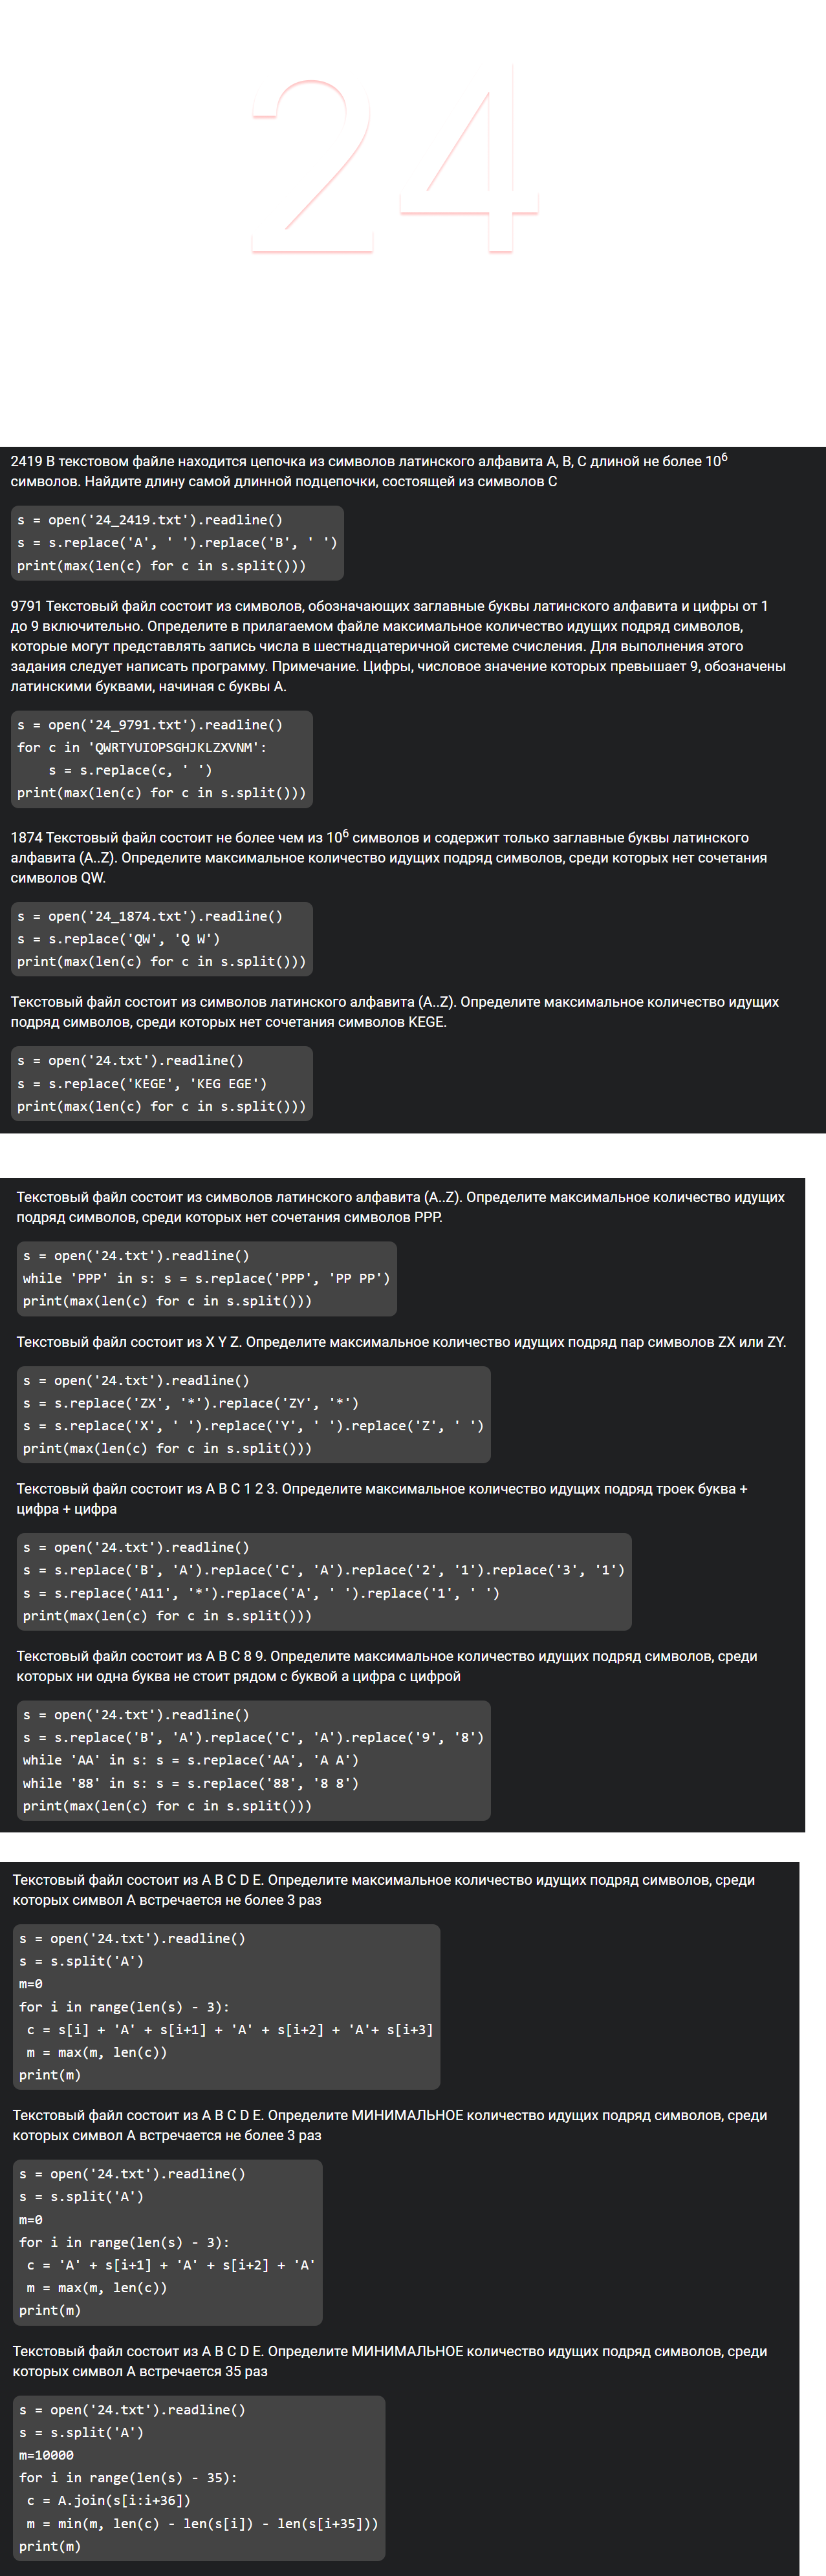 24
2419 В текстовом файле находится цепочка из символов латинского алфавита A, B, C длиной не более 10⁶
символов. Найдите длину самой длинной подцепочки, состоящей из символов C
s = open('24_2419.txt').readline()
s = s.replace('A', ' ').replace('B', ' ')
print(max(len(c) for c in s.split()))
9791 Текстовый файл состоит из символов, обозначающих заглавные буквы латинского алфавита и цифры от 1
до 9 включительно. Определите в прилагаемом файле максимальное количество идущих подряд символов,
которые могут представлять запись числа в шестнадцатеричной системе счисления. Для выполнения этого
задания следует написать программу. Примечание. Цифры, числовое значение которых превышает 9, обозначены
латинскими буквами, начиная с буквы A.
s = open('24_9791.txt').readline()
for c in 'QWRTYUIOPSGHJKLZXVNM':
    s = s.replace(c, ' ')
print(max(len(c) for c in s.split()))
1874 Текстовый файл состоит не более чем из 10⁶ символов и содержит только заглавные буквы латинского
алфавита (A..Z). Определите максимальное количество идущих подряд символов, среди которых нет сочетания
символов QW.
s = open('24_1874.txt').readline()
s = s.replace('QW', 'Q W')
print(max(len(c) for c in s.split()))
Текстовый файл состоит из символов латинского алфавита (A..Z). Определите максимальное количество идущих
подряд символов, среди которых нет сочетания символов KEGE.
s = open('24.txt').readline()
s = s.replace('KEGE', 'KEG EGE')
print(max(len(c) for c in s.split()))
Текстовый файл состоит из символов латинского алфавита (A..Z). Определите максимальное количество идущих
подряд символов, среди которых нет сочетания символов PPP.
s = open('24.txt').readline()
while 'PPP' in s: s = s.replace('PPP', 'PP PP')
print(max(len(c) for c in s.split()))
Текстовый файл состоит из X Y Z. Определите максимальное количество идущих подряд пар символов ZX или ZY.
s = open('24.txt').readline()
s = s.replace('ZX', '*').replace('ZY', '*')
s = s.replace('X', ' ').replace('Y', ' ').replace('Z', ' ')
print(max(len(c) for c in s.split()))
Текстовый файл состоит из A B C 1 2 3. Определите максимальное количество идущих подряд троек буква +
цифра + цифра
s = open('24.txt').readline()
s = s.replace('B', 'A').replace('C', 'A').replace('2', '1').replace('3', '1')
s = s.replace('A11', '*').replace('A', ' ').replace('1', ' ')
print(max(len(c) for c in s.split()))
Текстовый файл состоит из A B C 8 9. Определите максимальное количество идущих подряд символов, среди
которых ни одна буква не стоит рядом с буквой а цифра с цифрой
s = open('24.txt').readline()
s = s.replace('B', 'A').replace('C', 'A').replace('9', '8')
while 'AA' in s: s = s.replace('AA', 'A A')
while '88' in s: s = s.replace('88', '8 8')
print(max(len(c) for c in s.split()))
Текстовый файл состоит из A B C D E. Определите максимальное количество идущих подряд символов, среди
которых символ A встречается не более 3 раз
s = open('24.txt').readline()
s = s.split('A')
m=0
for i in range(len(s) - 3):
 c = s[i] + 'A' + s[i+1] + 'A' + s[i+2] + 'A'+ s[i+3]
 m = max(m, len(c))
print(m)
Текстовый файл состоит из A B C D E. Определите МИНИМАЛЬНОЕ количество идущих подряд символов, среди
которых символ A встречается не более 3 раз
s = open('24.txt').readline()
s = s.split('A')
m=0
for i in range(len(s) - 3):
 c = 'A' + s[i+1] + 'A' + s[i+2] + 'A'
 m = max(m, len(c))
print(m)
Текстовый файл состоит из A B C D E. Определите МИНИМАЛЬНОЕ количество идущих подряд символов, среди
которых символ A встречается 35 раз
s = open('24.txt').readline()
s = s.split('A')
m=10000
for i in range(len(s) - 35):
 c = A.join(s[i:i+36])
 m = min(m, len(c) - len(s[i]) - len(s[i+35]))
print(m)